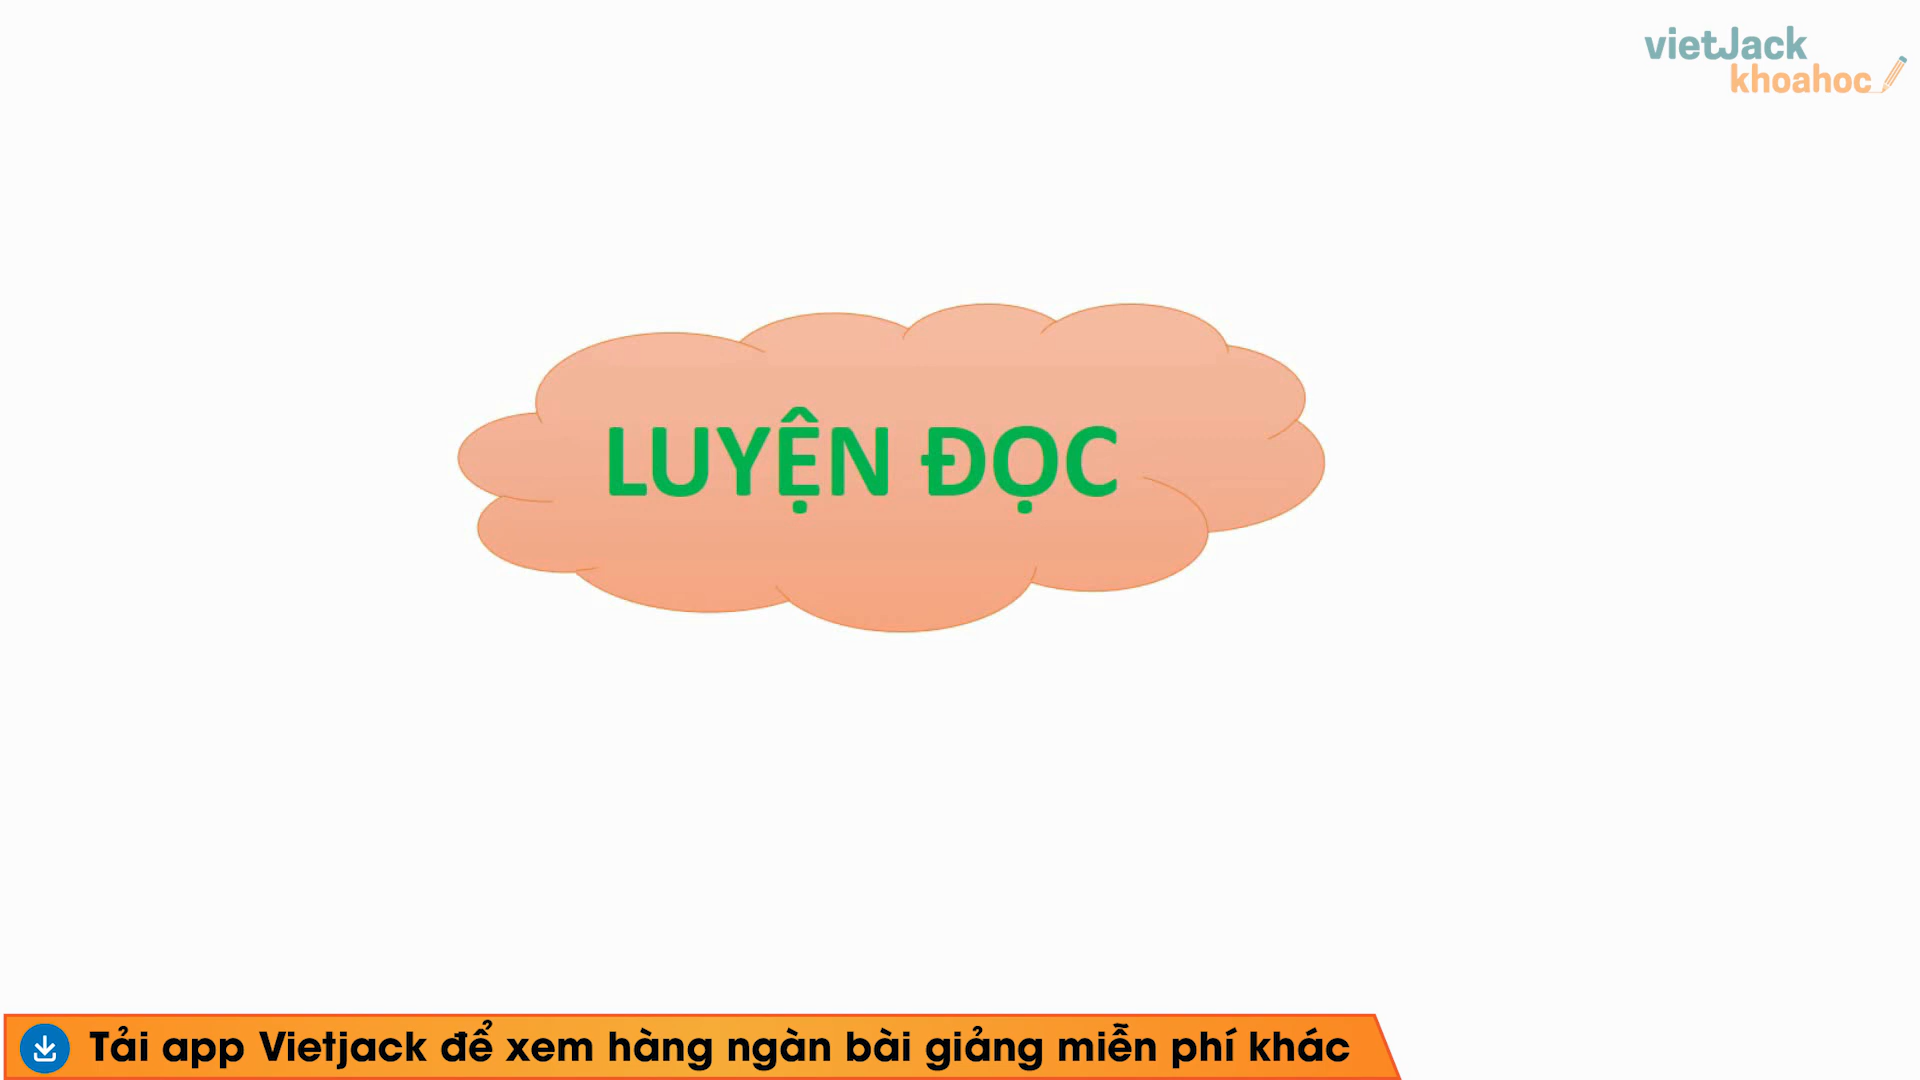 vietJack
khoahoc
LUYỆN ĐỌC
Tải app Vietjack để xem hàng ngàn bài giảng miễn phí khác